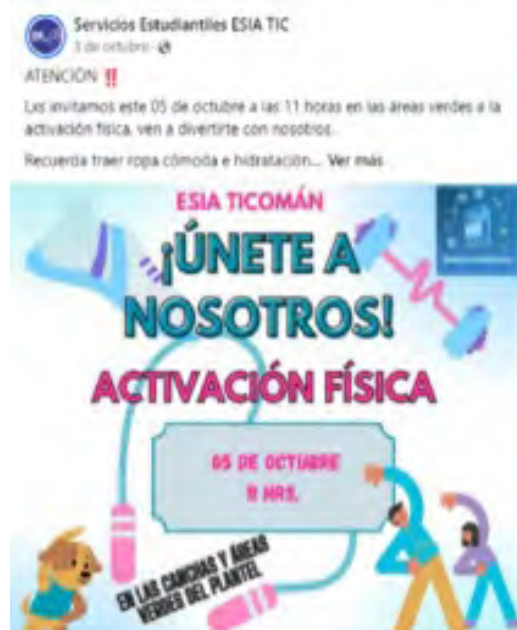 Servicios Estudiantiles ESIA TIC
3 de octubre
ATENCIÓN ‼
Lxs invitamos este 05 de octubre a las 11 horas en las áreas verdes a la
activación física, ven a divertirte con nosotros.
Recuerda traer ropa cómoda e hidratación... Ver más
ESIA TICOMÁN
¡ÚNETE A
NOSOTROS!
ACTIVACIÓN FÍSICA
05 DE OCTUBRE
11 HRS.
EN LAS CANCHAS Y ÁREAS
VERDES DEL PLANTEL